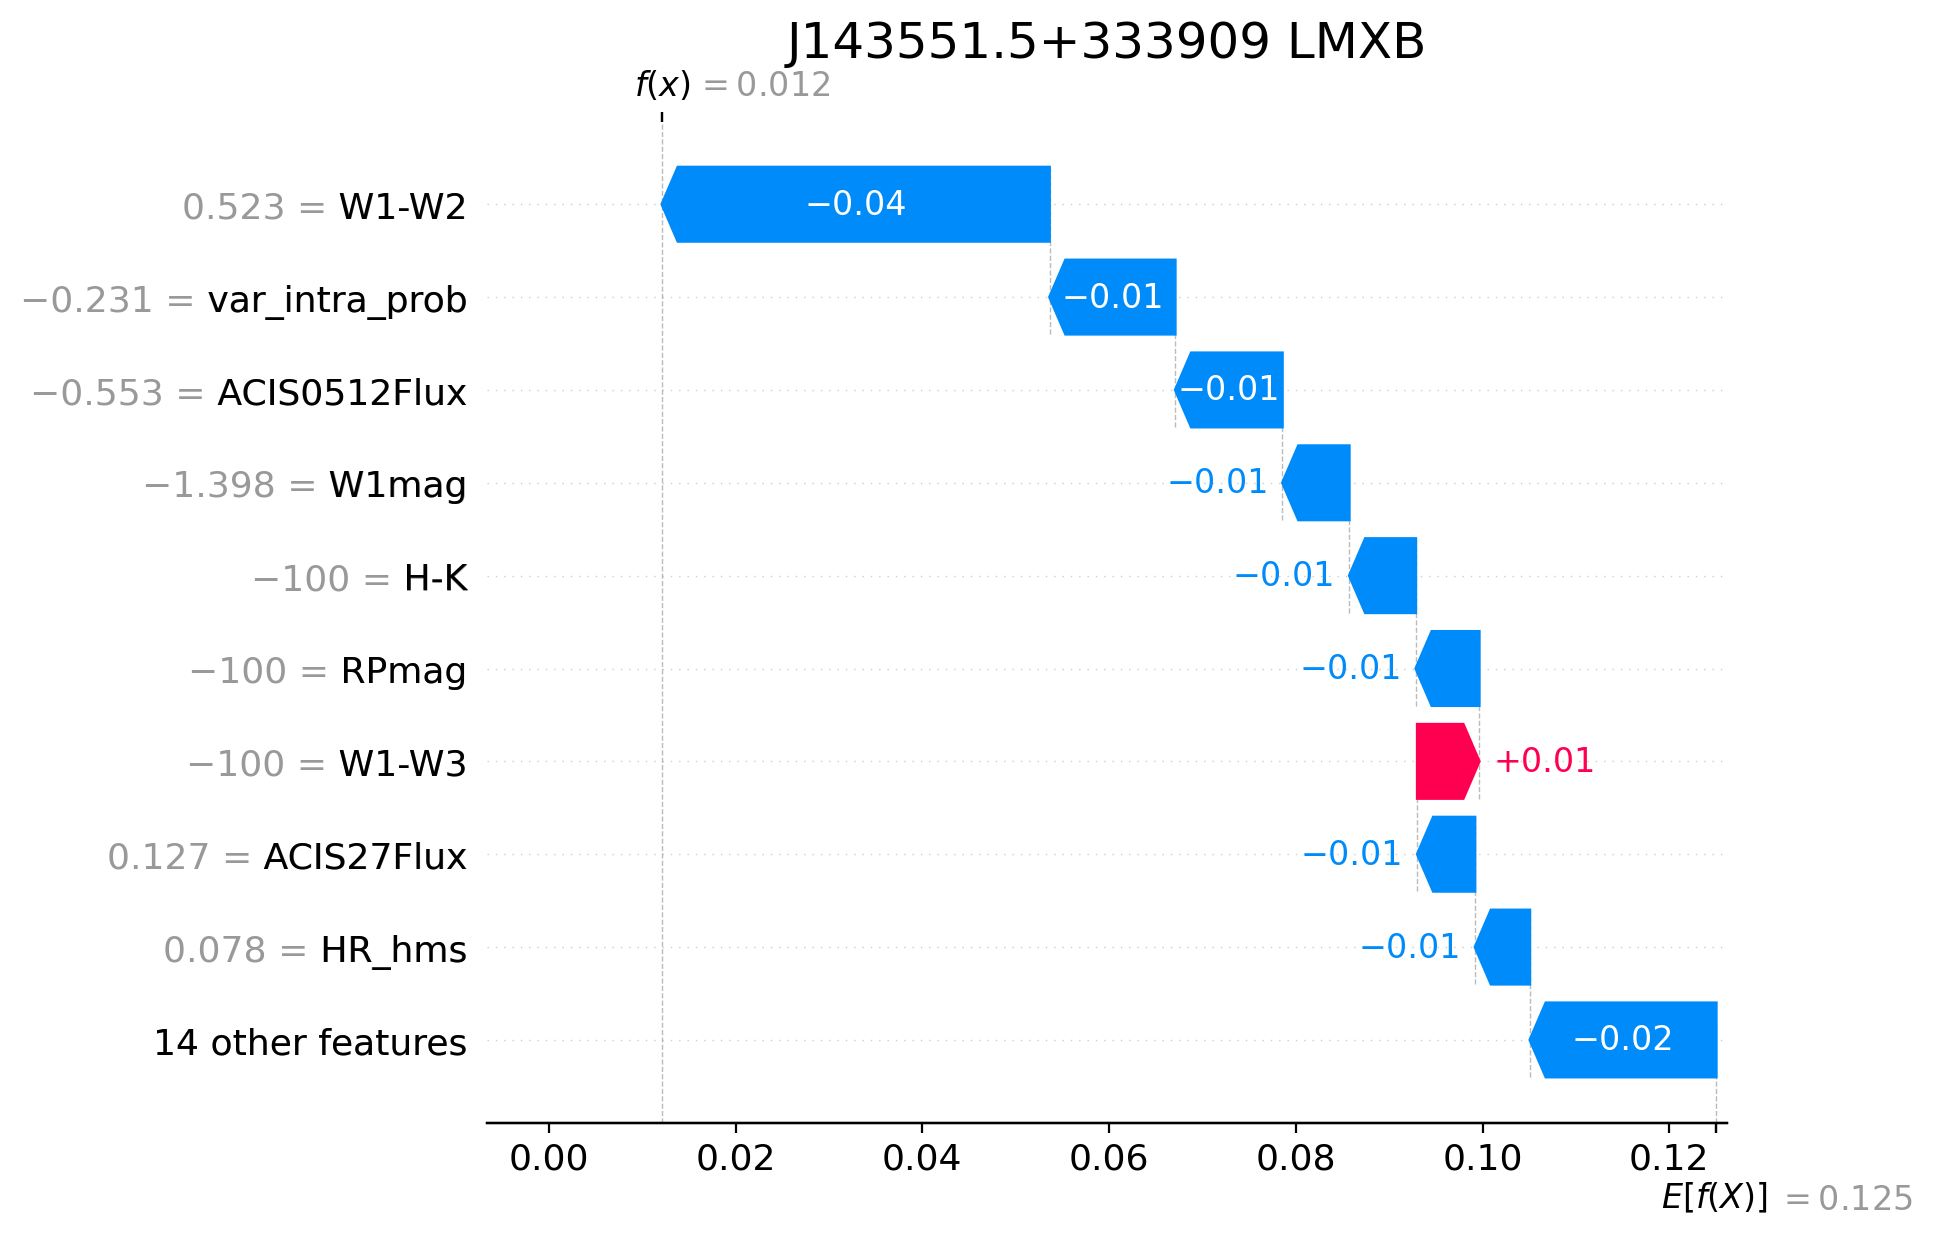 J143551.5+333909 LMXB
f(x) = 0.012
0.523 = W1-W2
−0.04
−0.231 = var_intra_prob
−0.01
−0.553 = ACIS0512Flux
−0.01
−1.398 = W1mag
−0.01
−100 = H-K
−0.01
−100 = RPmag
−0.01
−100 = W1-W3
+0.01
0.127 = ACIS27Flux
−0.01
0.078 = HR_hms
−0.01
14 other features
−0.02
0.00 0.02 0.04 0.06 0.08 0.10 0.12
E[f(X)] = 0.125